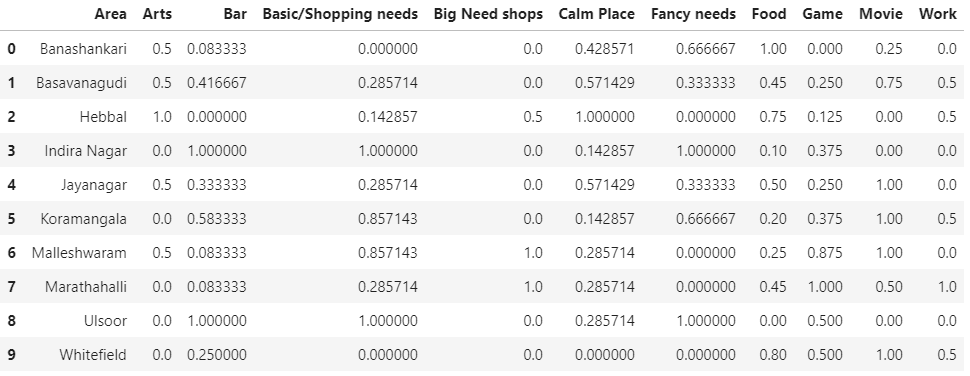 Area Arts Bar Basic/Shopping needs Big Need shops Calm Place Fancy needs Food Game Movie Work
0 Banashankari 0.5 0.083333 0.000000 0.0 0.428571 0.666667 1.00 0.000 0.25 0.0
1 Basavanagudi 0.5 0.416667 0.285714 0.0 0.571429 0.333333 0.45 0.250 0.75 0.5
2 Hebbal 1.0 0.000000 0.142857 0.5 1.000000 0.000000 0.75 0.125 0.00 0.5
3 Indira Nagar 0.0 1.000000 1.000000 0.0 0.142857 1.000000 0.10 0.375 0.00 0.0
4 Jayanagar 0.5 0.333333 0.285714 0.0 0.571429 0.333333 0.50 0.250 1.00 0.0
5 Koramangala 0.0 0.583333 0.857143 0.0 0.142857 0.666667 0.20 0.375 1.00 0.5
6 Malleshwaram 0.5 0.083333 0.857143 1.0 0.285714 0.000000 0.25 0.875 1.00 0.0
7 Marathahalli 0.0 0.083333 0.285714 1.0 0.285714 0.000000 0.45 1.000 0.50 1.0
8 Ulsoor 0.0 1.000000 1.000000 0.0 0.285714 1.000000 0.00 0.500 0.00 0.0
9 Whitefield 0.0 0.250000 0.000000 0.0 0.000000 0.000000 0.80 0.500 1.00 0.5